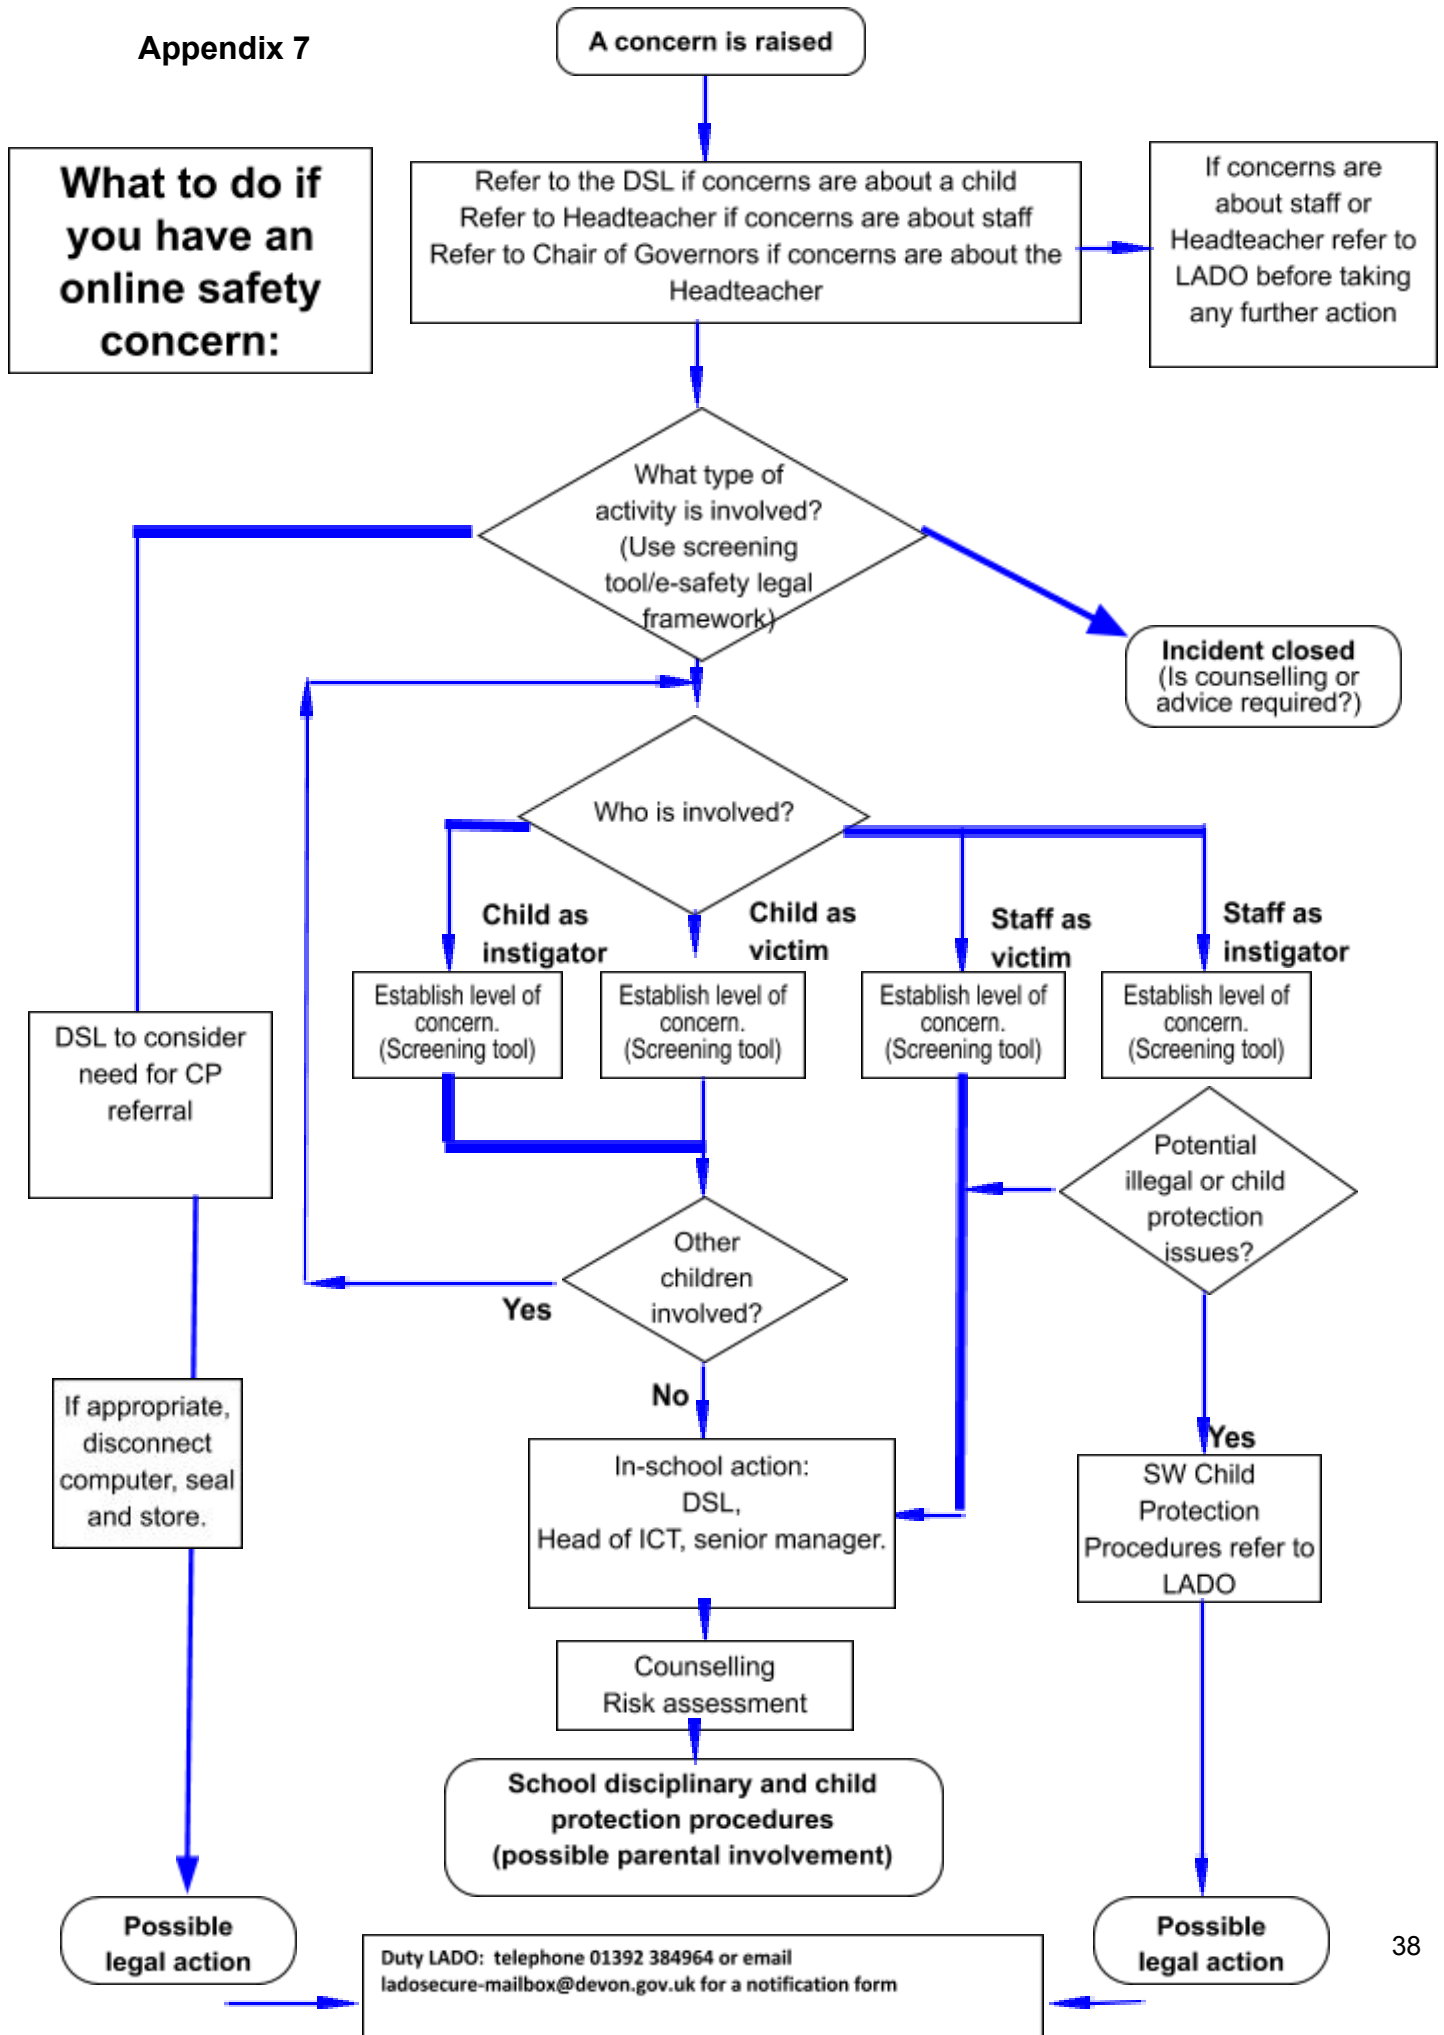 Appendix 7
A concern is raised
What to do if
you have an
online safety
concern:
Refer to the DSL if concerns are about a child
Refer to Headteacher if concerns are about staff
Refer to Chair of Governors if concerns are about the
Headteacher
If concerns are
about staff or
Headteacher refer to
LADO before taking
any further action
What type of
activity is involved?
(Use screening
tool/e-safety legal
framework)
Incident closed
(Is counselling or
advice required?)
Who is involved?
Child as
instigator
Child as
victim
Staff as
victim
Staff as
instigator
Establish level of
concern.
(Screening tool)
Establish level of
concern.
(Screening tool)
Establish level of
concern.
(Screening tool)
Establish level of
concern.
(Screening tool)
DSL to consider
need for CP
referral
Potential
illegal or child
protection
issues?
Other
children
involved?
Yes
No
If appropriate,
disconnect
computer, seal
and store.
In-school action:
DSL,
Head of ICT, senior manager.
Yes
SW Child
Protection
Procedures refer to
LADO
Counselling
Risk assessment
School disciplinary and child
protection procedures
(possible parental involvement)
Possible
legal action
Possible
legal action
Duty LADO: telephone 01392 384964 or email
ladosecure-mailbox@devon.gov.uk for a notification form
38